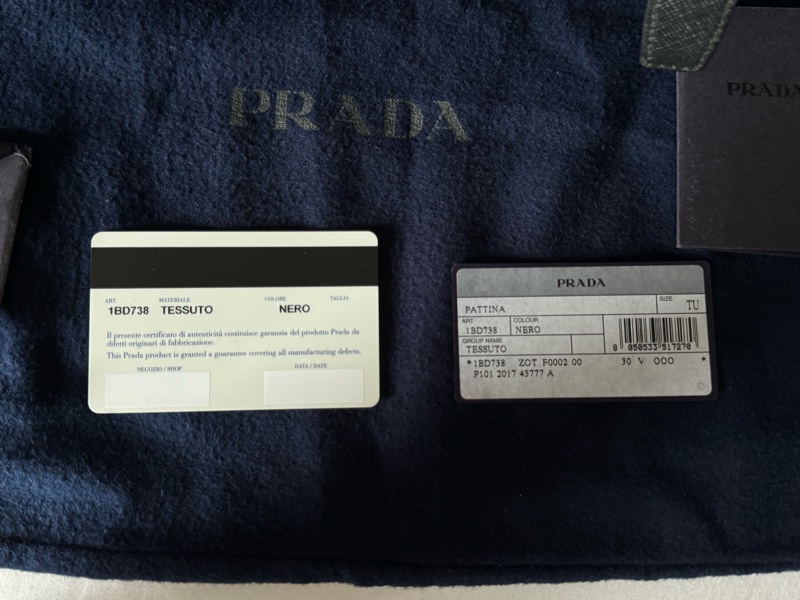 PRADA
PRADA
ART.
MATERIALE
COLORE
TAGLIA
1BD738
TESSUTO
NERO
Il presente certificato di autenticità costituisce garanzia del prodotto Prada da
difetti originari di fabbricazione.
This Prada product is granted a guarantee covering all manufacturing defects.
NEGOZIO / SHOP
DATA / DATE
PRADA
PATTINA
SIZE
TU
ART.
1BD738
COLOUR
NERO
GROUP NAME
TESSUTO
8 050533 517270
*1BD738 ZOT F0002 00 30 V OOO *
P101 2017 43777 A